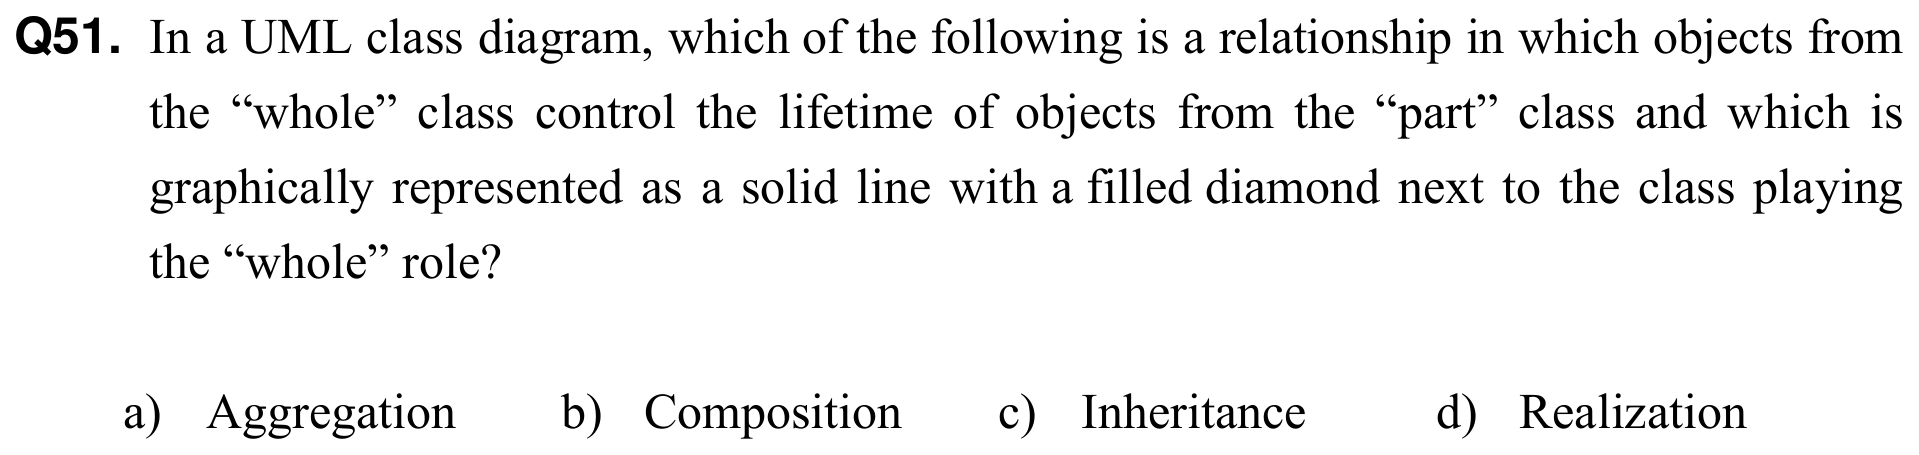 Q51. In a UML class diagram, which of the following is a relationship in which objects from
the “whole” class control the lifetime of objects from the “part” class and which is
graphically represented as a solid line with a filled diamond next to the class playing
the “whole” role?
a) Aggregation b) Composition c) Inheritance d) Realization